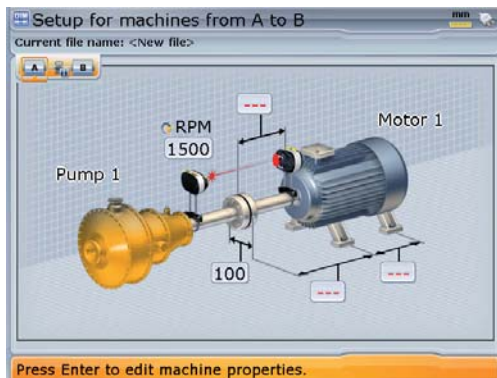 Setup for machines from A to B
mm
Current file name: <New file>
A
B
---
RPM
1500
Motor 1
Pump 1
100
---
---
Press Enter to edit machine properties.